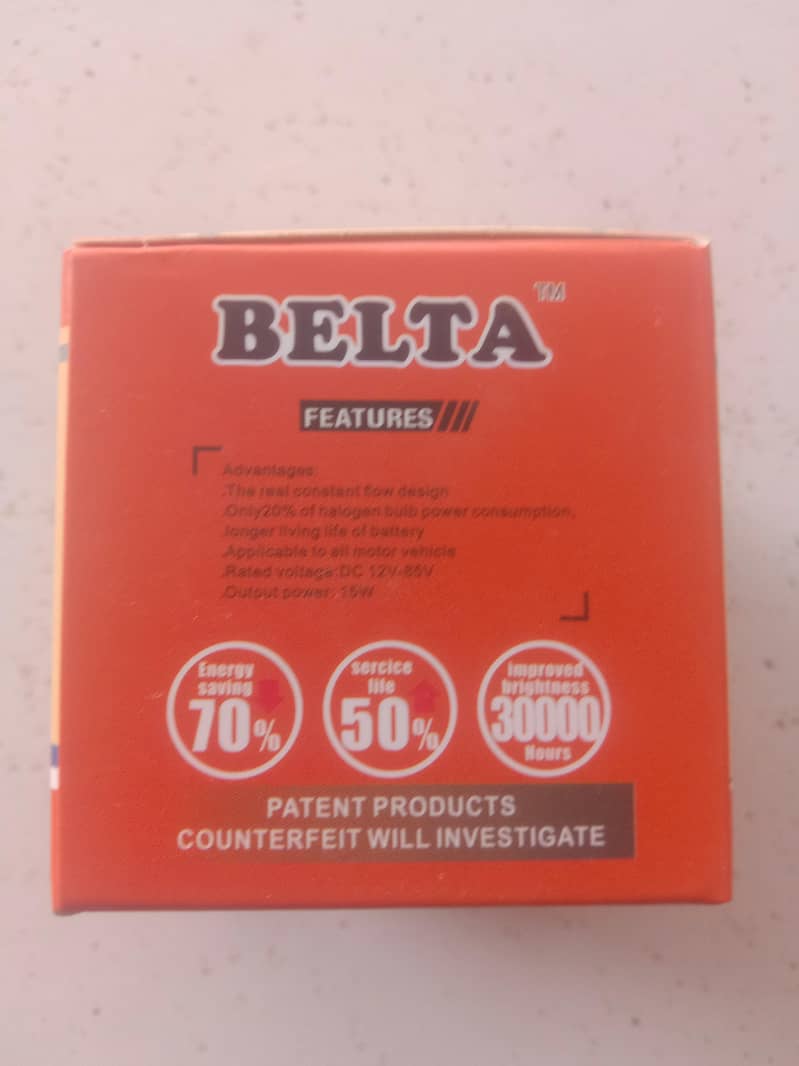 BELTA™
FEATURES
Advantages:
.The real constant flow design
.Only20% of halogen bulb power consumption,
.longer living life of battery
.Applicable to all motor vehicle
.Rated voltage:DC 12V-85V
.Output power: 15W
Energy
saving
70%
sercice
life
50%
improved
brightness
30000
Hours
PATENT PRODUCTS
COUNTERFEIT WILL INVESTIGATE